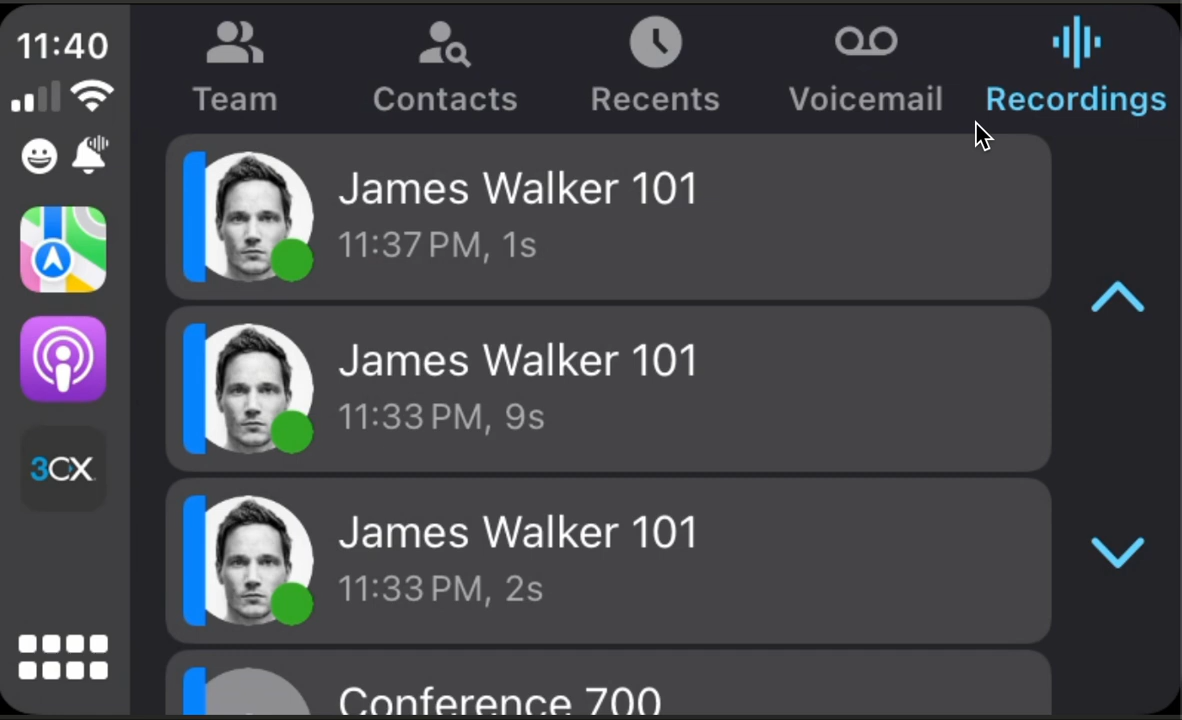 11:40
Team
Contacts
Recents
Voicemail
Recordings
James Walker 101
11:37 PM, 1s
James Walker 101
11:33 PM, 9s
3CX
James Walker 101
11:33 PM, 2s
Conference 700